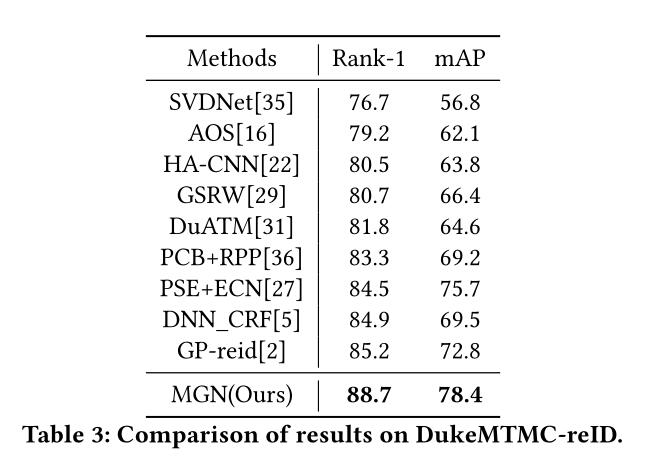 Methods Rank-1 mAP
SVDNet[35] 76.7 56.8
AOS[16] 79.2 62.1
HA-CNN[22] 80.5 63.8
GSRW[29] 80.7 66.4
DuATM[31] 81.8 64.6
PCB+RPP[36] 83.3 69.2
PSE+ECN[27] 84.5 75.7
DNN_CRF[5] 84.9 69.5
GP-reid[2] 85.2 72.8
MGN(Ours) 88.7 78.4
Table 3: Comparison of results on DukeMTMC-reID.